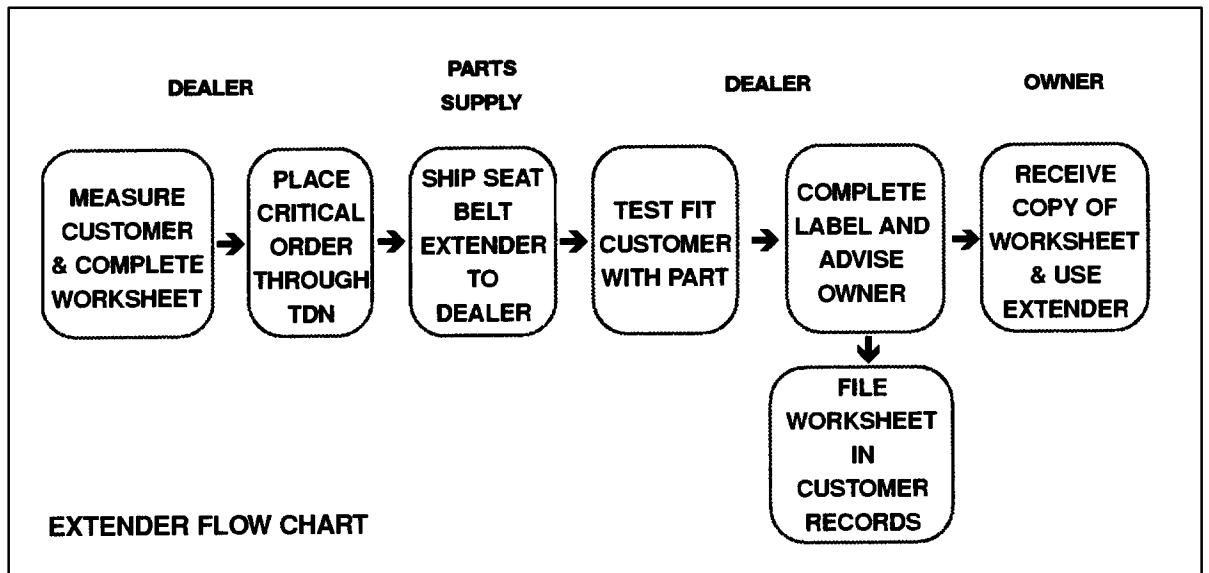 DEALER
PARTS
SUPPLY
DEALER
OWNER
MEASURE
CUSTOMER
& COMPLETE
WORKSHEET
PLACE
CRITICAL
ORDER
THROUGH
TDN
SHIP SEAT
BELT
EXTENDER
TO
DEALER
TEST FIT
CUSTOMER
WITH PART
COMPLETE
LABEL AND
ADVISE
OWNER
RECEIVE
COPY OF
WORKSHEET
& USE
EXTENDER
FILE
WORKSHEET
IN
CUSTOMER
RECORDS
EXTENDER FLOW CHART